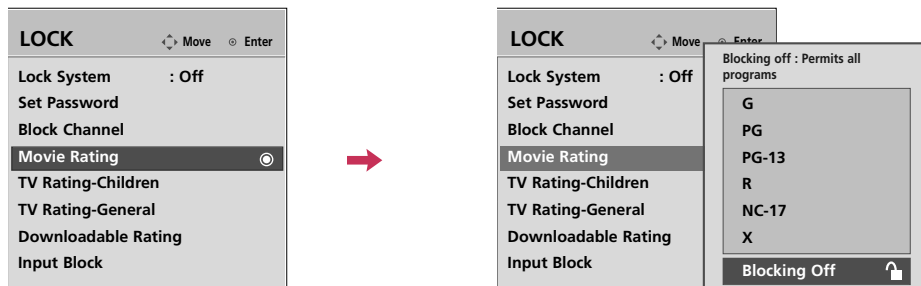 LOCK
Move Enter
Lock System : Off
Set Password
Block Channel
Movie Rating
TV Rating-Children
TV Rating-General
Downloadable Rating
Input Block
LOCK
Move Enter
Lock System : Off
Set Password
Block Channel
Movie Rating
TV Rating-Children
TV Rating-General
Downloadable Rating
Input Block
Blocking off : Permits all
programs
G
PG
PG-13
R
NC-17
X
Blocking Off